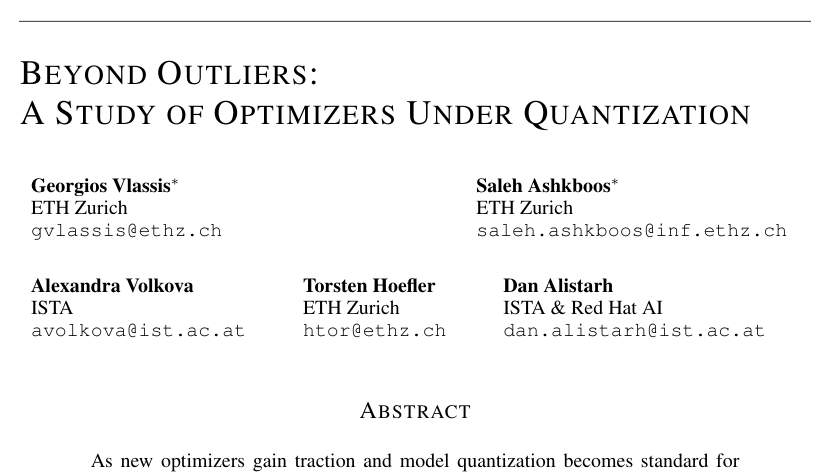 BEYOND OUTLIERS:
A STUDY OF OPTIMIZERS UNDER QUANTIZATION
Georgios Vlassis* Saleh Ashkboos*
ETH Zurich ETH Zurich
gvlassis@ethz.ch saleh.ashkboos@inf.ethz.ch
Alexandra Volkova Torsten Hoefler Dan Alistarh
ISTA ETH Zurich ISTA & Red Hat AI
avolkova@ist.ac.at htor@ethz.ch dan.alistarh@ist.ac.at
ABSTRACT
As new optimizers gain traction and model quantization becomes standard for